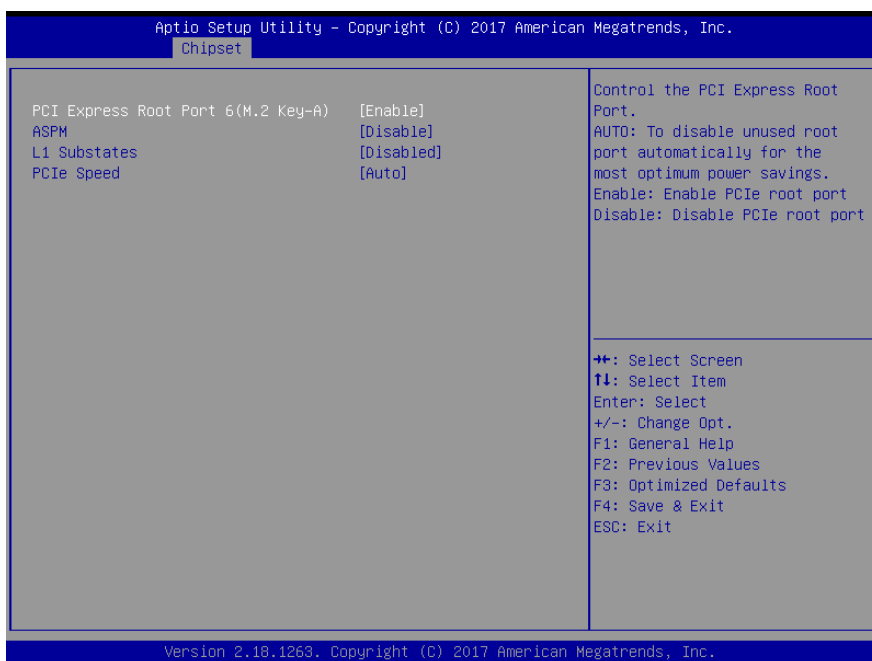 Aptio Setup Utility – Copyright (C) 2017 American Megatrends, Inc.
Chipset
PCI Express Root Port 6(M.2 Key-A) [Enable]
ASPM [Disable]
L1 Substates [Disabled]
PCIe Speed [Auto]
Control the PCI Express Root
Port.
AUTO: To disable unused root
port automatically for the
most optimum power savings.
Enable: Enable PCIe root port
Disable: Disable PCIe root port
→←: Select Screen
↑↓: Select Item
Enter: Select
+/-: Change Opt.
F1: General Help
F2: Previous Values
F3: Optimized Defaults
F4: Save & Exit
ESC: Exit
Version 2.18.1263. Copyright (C) 2017 American Megatrends, Inc.